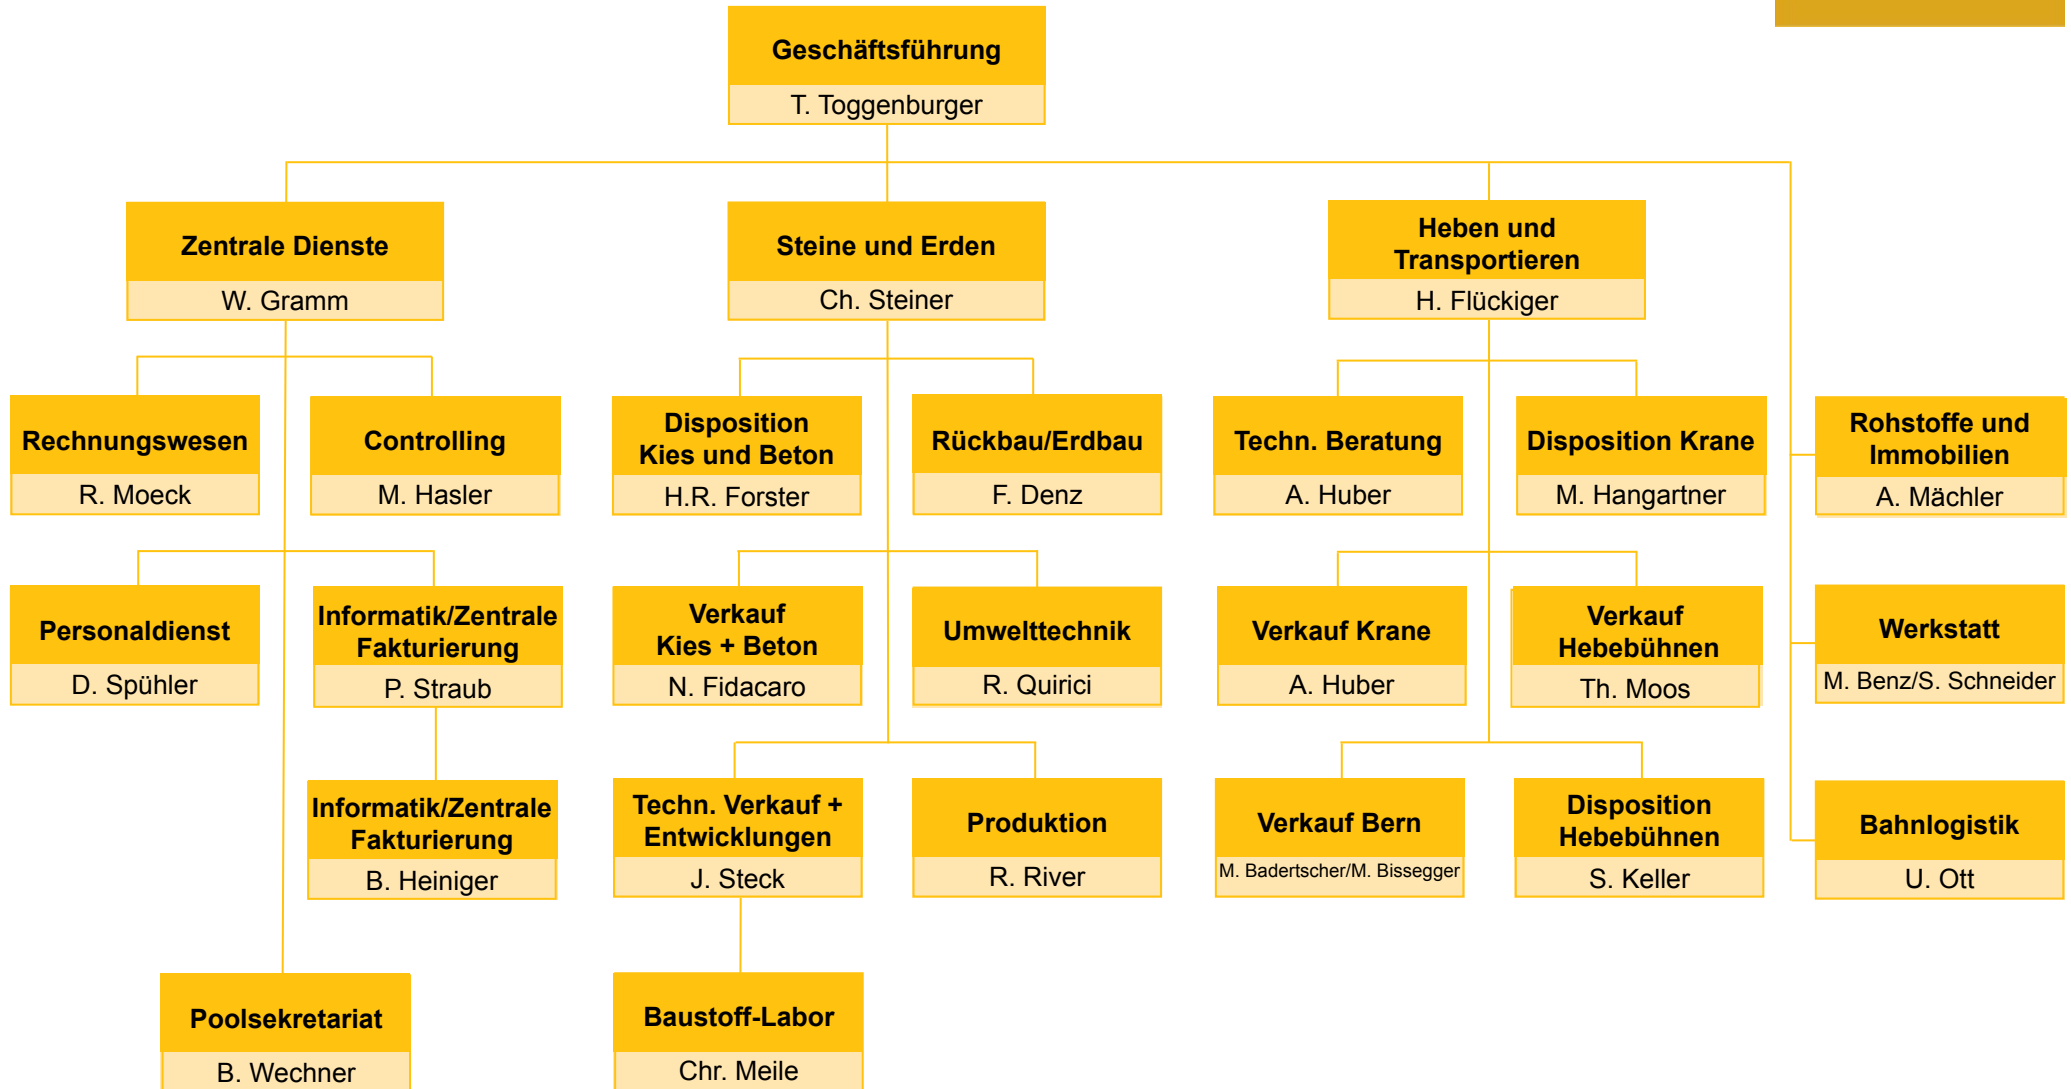 Geschäftsführung
T. Toggenburger
Zentrale Dienste
W. Gramm
Steine und Erden
Ch. Steiner
Heben und
Transportieren
H. Flückiger
Rechnungswesen
R. Moeck
Controlling
M. Hasler
Disposition
Kies und Beton
H.R. Forster
Rückbau/Erdbau
F. Denz
Techn. Beratung
A. Huber
Disposition Krane
M. Hangartner
Rohstoffe und
Immobilien
A. Mächler
Personaldienst
D. Spühler
Informatik/Zentrale
Fakturierung
P. Straub
Verkauf
Kies + Beton
N. Fidacaro
Umwelttechnik
R. Quirici
Verkauf Krane
A. Huber
Verkauf
Hebebühnen
Th. Moos
Werkstatt
M. Benz/S. Schneider
Informatik/Zentrale
Fakturierung
B. Heiniger
Techn. Verkauf +
Entwicklungen
J. Steck
Produktion
R. River
Verkauf Bern
M. Badertscher/M. Bissegger
Disposition
Hebebühnen
S. Keller
Bahnlogistik
U. Ott
Poolsekretariat
B. Wechner
Baustoff-Labor
Chr. Meile